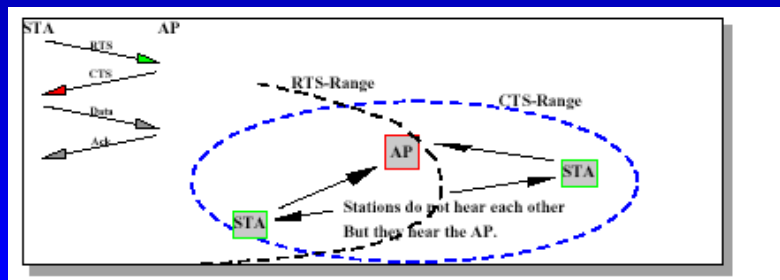 STA AP
RTS
CTS
Data
Ack
RTS-Range
CTS-Range
AP
STA
STA
Stations do not hear each other
But they hear the AP.